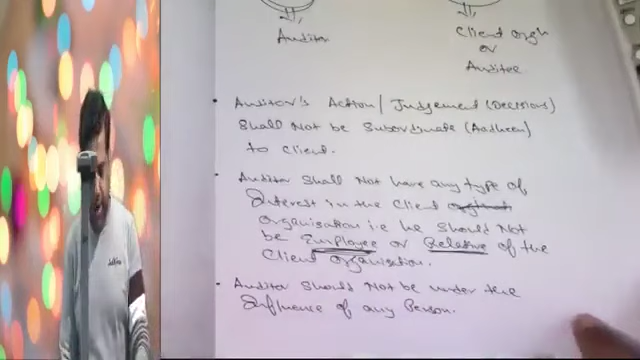 Auditor
Client orgn
or
Auditee
• Auditor's Action / Judgement (Decisions)
Shall Not be Subordinate (Aadheen)
to Client.
• Auditor Shall Not have any type of
Interest in the Client
Organisation i.e he Should Not
be Employee or Relative of the
Client Organisation.
• Auditor Should Not be under the
Influence of any Person.